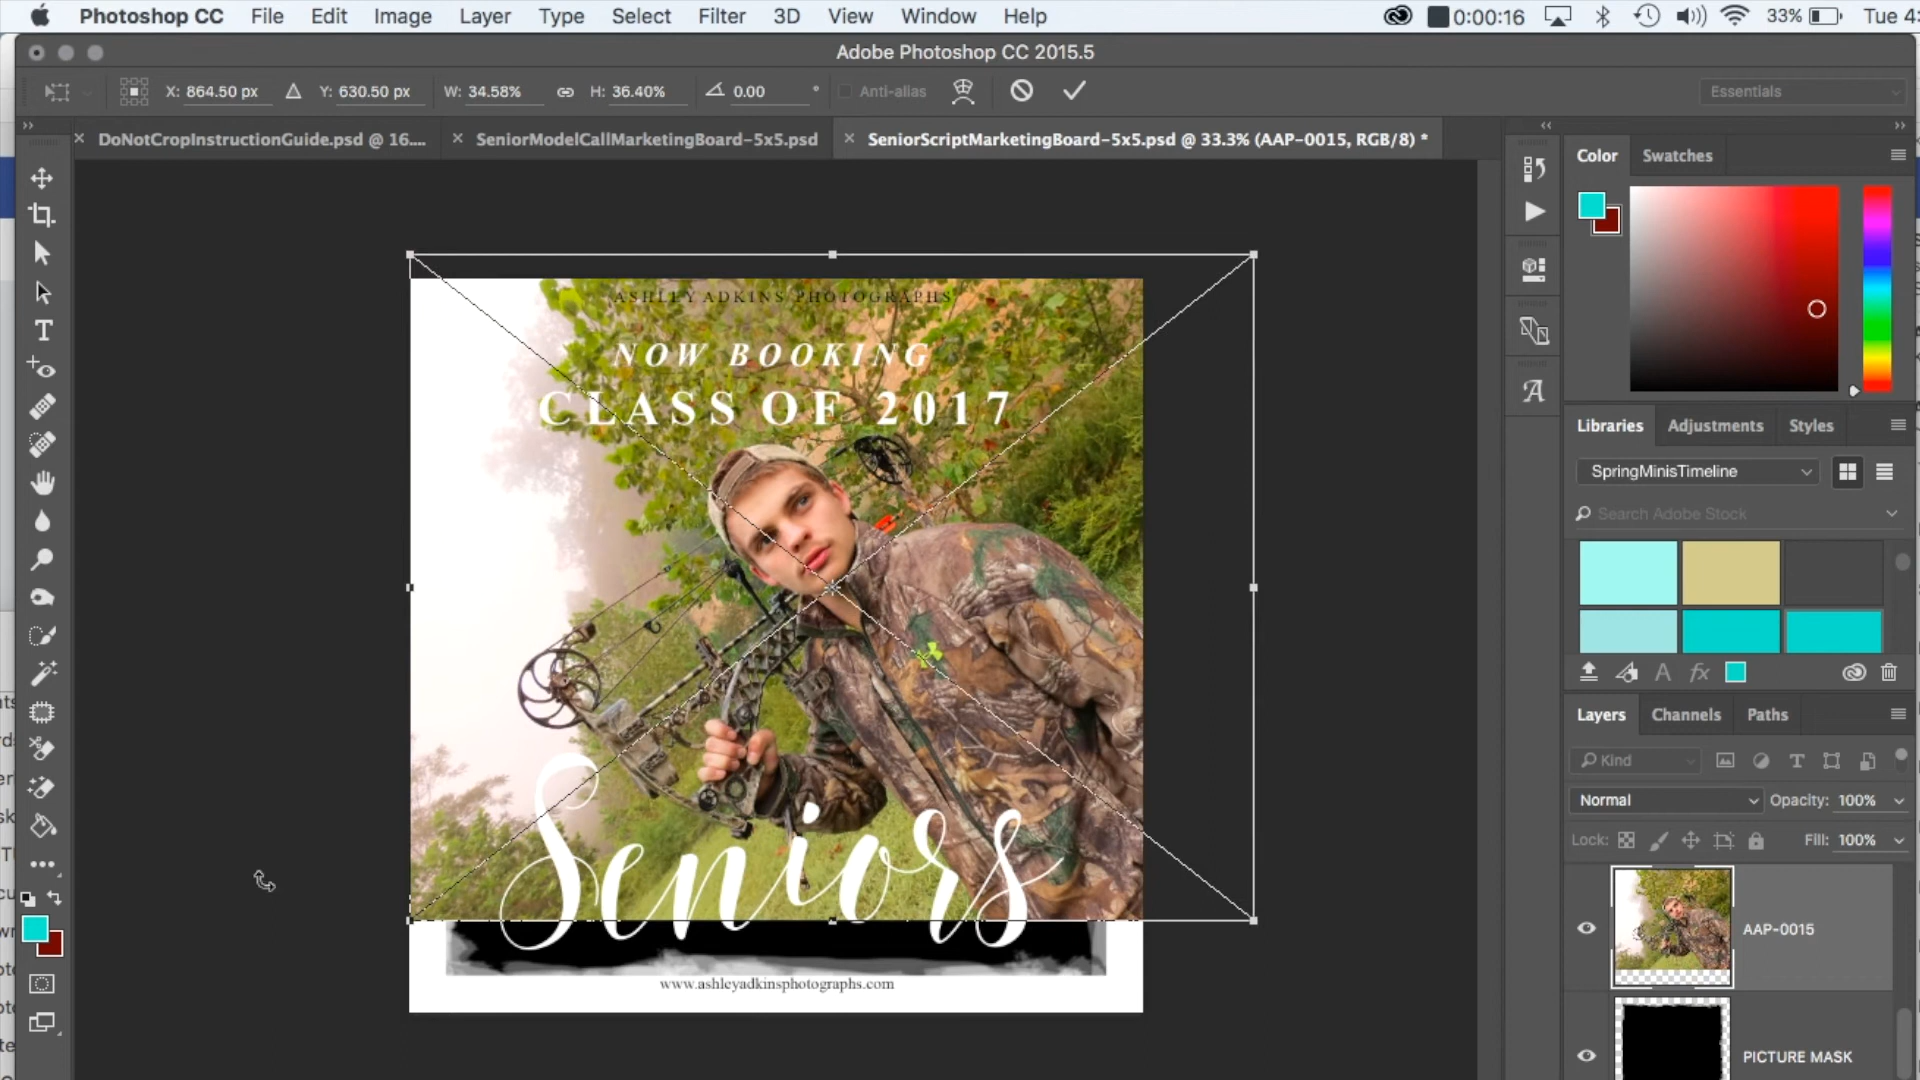 Photoshop CC File Edit Image Layer Type Select Filter 3D View Window Help 0:00:16 33% Tue 4:
Adobe Photoshop CC 2015.5
X: 864.50 px Y: 630.50 px W: 34.58% H: 36.40% 0.00 ° Anti-alias Essentials
DoNotCropInstructionGuide.psd @ 16.... SeniorModelCallMarketingBoard-5x5.psd SeniorScriptMarketingBoard-5x5.psd @ 33.3% (AAP-0015, RGB/8) *
Color Swatches
ASHLEY ADKINS PHOTOGRAPHS
NOW BOOKING
CLASS OF 2017
Seniors
www.ashleyadkinsphotographs.com
Libraries Adjustments Styles
SpringMinisTimeline
Search Adobe Stock
Layers Channels Paths
Kind
Normal Opacity: 100%
Lock: Fill: 100%
AAP-0015
PICTURE MASK